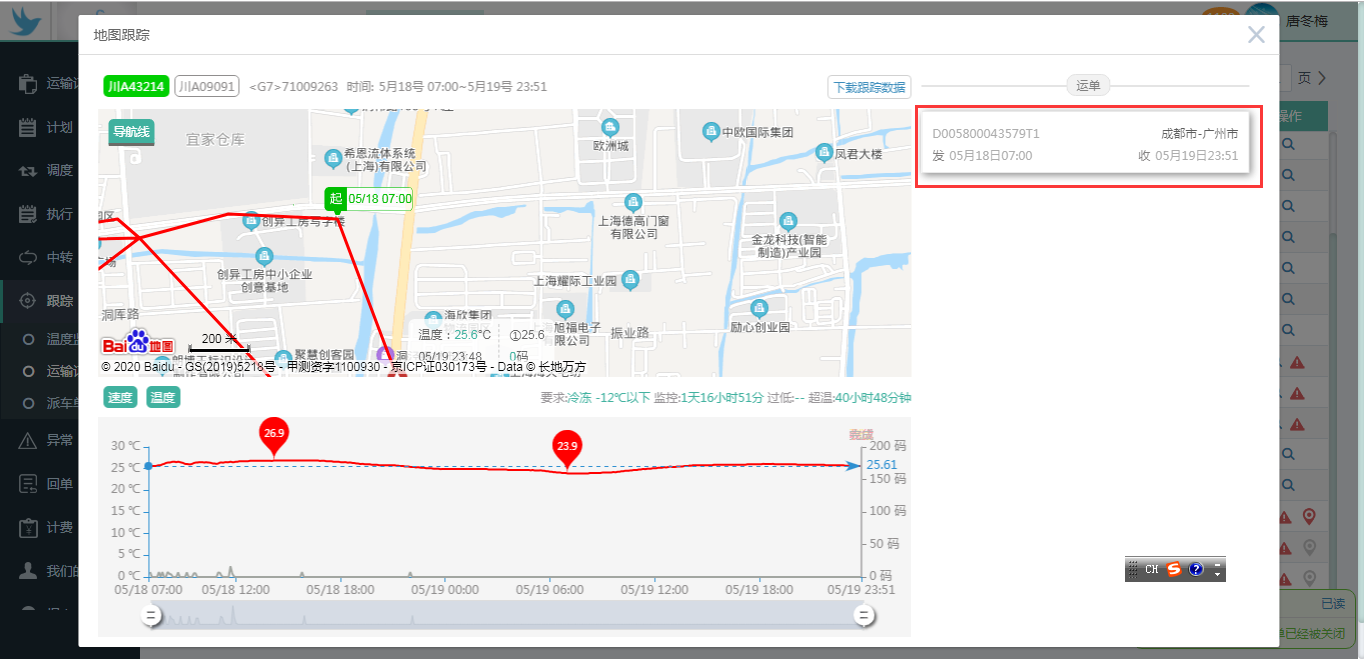 地图跟踪
唐冬梅
川A43214 川A09091 <G7>71009263 时间: 5月18号 07:00~5月19号 23:51
下载跟踪数据
运单
页
操作
D005800043579T1 成都市-广州市
发 05月18日07:00 收 05月19日23:51
导航线
宜家仓库
希恩流体系统
(上海)有限公司
欧洲城
中欧国际集团
凤君大楼
起 05/18 07:00
创异工房写字楼
上海德高门窗
有限公司
金龙科技(智能
制造)产业园
创异工房中小企业
创意基地
上海耀际工业园
洞库路
海欣集团
旭福电子
有限公司
振业路
励心创业园
温度：25.6℃ ①25.6
05/19 23:48 0码
200 米
Bai du 地图
聚慧创客园
© 2020 Baidu - GS(2019)5218号 - 甲测资字1100930 - 京ICP证030173号 - Data © 长地万方
速度 温度
要求:冷冻 -12℃以下 监控:1天16小时51分 过低:-- 超温:40小时48分钟
26.9
23.9
25.61
30 ℃
25 ℃
20 ℃
15 ℃
10 ℃
5 ℃
0 ℃
200 码
150 码
100 码
50 码
0 码
05/18 07:00 05/18 12:00 05/18 18:00 05/19 00:00 05/19 06:00 05/19 12:00 05/19 18:00 05/19 23:51
运输
计划
调度
执行
中转
跟踪
温度
运输
派车
异常
回单
计费
我们
CH
已读
已经被关闭